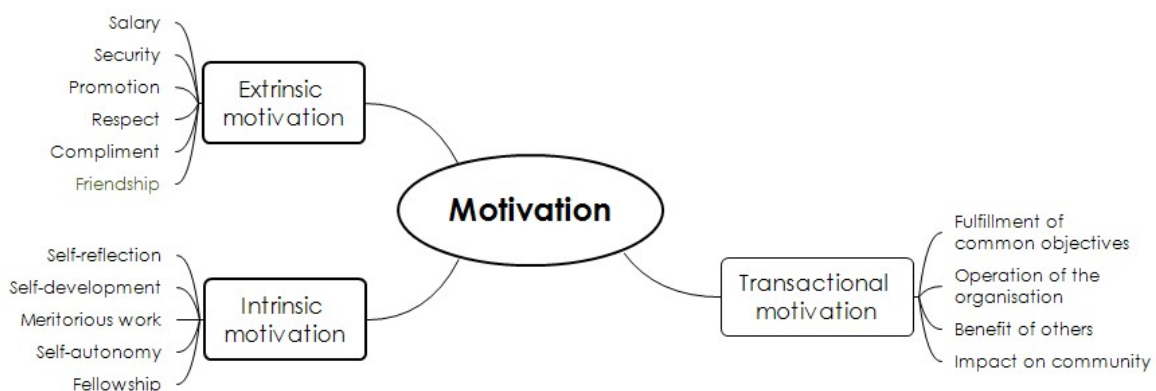 Salary
Security
Promotion
Respect
Compliment
Friendship
Extrinsic
motivation
Motivation
Self-reflection
Self-development
Meritorious work
Self-autonomy
Fellowship
Intrinsic
motivation
Transactional
motivation
Fulfillment of
common objectives
Operation of the
organisation
Benefit of others
Impact on community